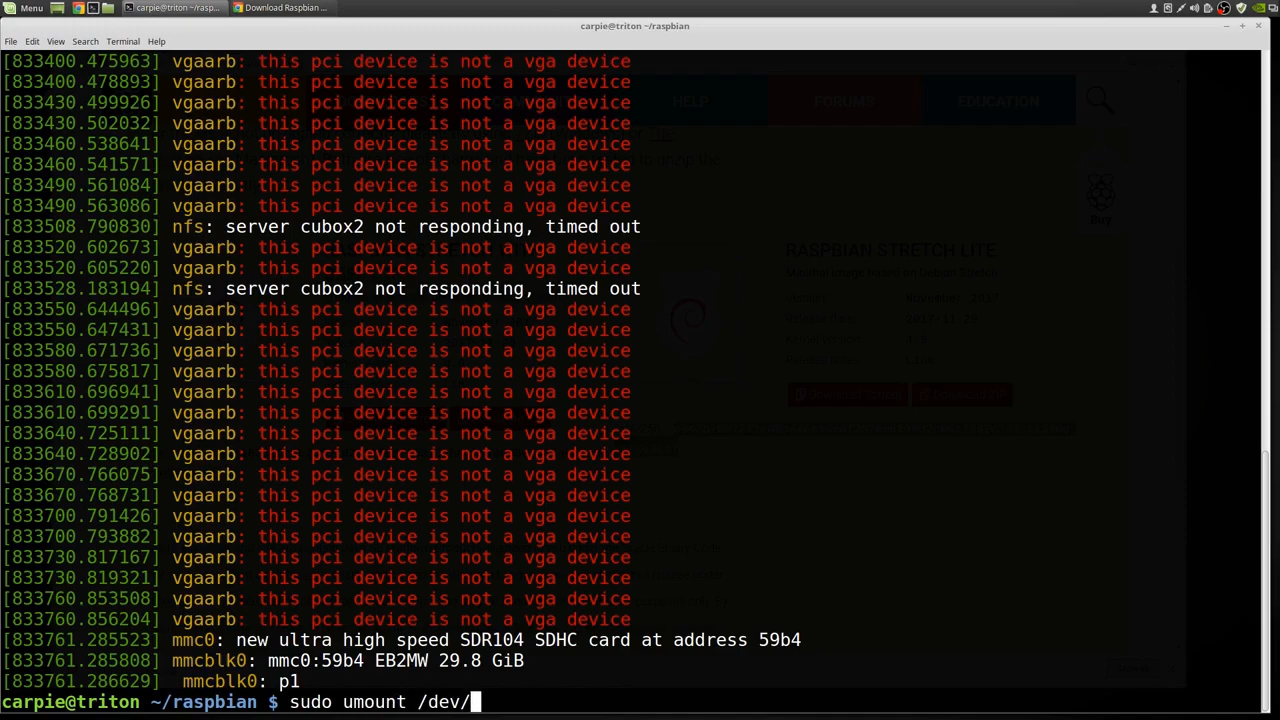 Menu
carpie@triton ~/rasp...
Download Raspbian ...
carpie@triton ~/raspbian
File Edit View Search Terminal Help
[833400.475963] vgaarb: this pci device is not a vga device
[833400.478893] vgaarb: this pci device is not a vga device
[833430.499926] vgaarb: this pci device is not a vga device
[833430.502032] vgaarb: this pci device is not a vga device
[833460.538641] vgaarb: this pci device is not a vga device
[833460.541571] vgaarb: this pci device is not a vga device
[833490.561084] vgaarb: this pci device is not a vga device
[833490.563086] vgaarb: this pci device is not a vga device
[833508.790830] nfs: server cubox2 not responding, timed out
[833520.602673] vgaarb: this pci device is not a vga device
[833520.605220] vgaarb: this pci device is not a vga device
[833528.183194] nfs: server cubox2 not responding, timed out
[833550.644496] vgaarb: this pci device is not a vga device
[833550.647431] vgaarb: this pci device is not a vga device
[833580.671736] vgaarb: this pci device is not a vga device
[833580.675817] vgaarb: this pci device is not a vga device
[833610.696941] vgaarb: this pci device is not a vga device
[833610.699291] vgaarb: this pci device is not a vga device
[833640.725111] vgaarb: this pci device is not a vga device
[833640.728902] vgaarb: this pci device is not a vga device
[833670.766075] vgaarb: this pci device is not a vga device
[833670.768731] vgaarb: this pci device is not a vga device
[833700.791426] vgaarb: this pci device is not a vga device
[833700.793882] vgaarb: this pci device is not a vga device
[833730.817167] vgaarb: this pci device is not a vga device
[833730.819321] vgaarb: this pci device is not a vga device
[833760.853508] vgaarb: this pci device is not a vga device
[833760.856204] vgaarb: this pci device is not a vga device
[833761.285523] mmc0: new ultra high speed SDR104 SDHC card at address 59b4
[833761.285808] mmcblk0: mmc0:59b4 EB2MW 29.8 GiB
[833761.286629]  mmcblk0: p1
carpie@triton ~/raspbian $ sudo umount /dev/
HELP
FORUMS
EDUCATION
Buy
RASPBIAN STRETCH LITE
Minimal image based on Debian Stretch